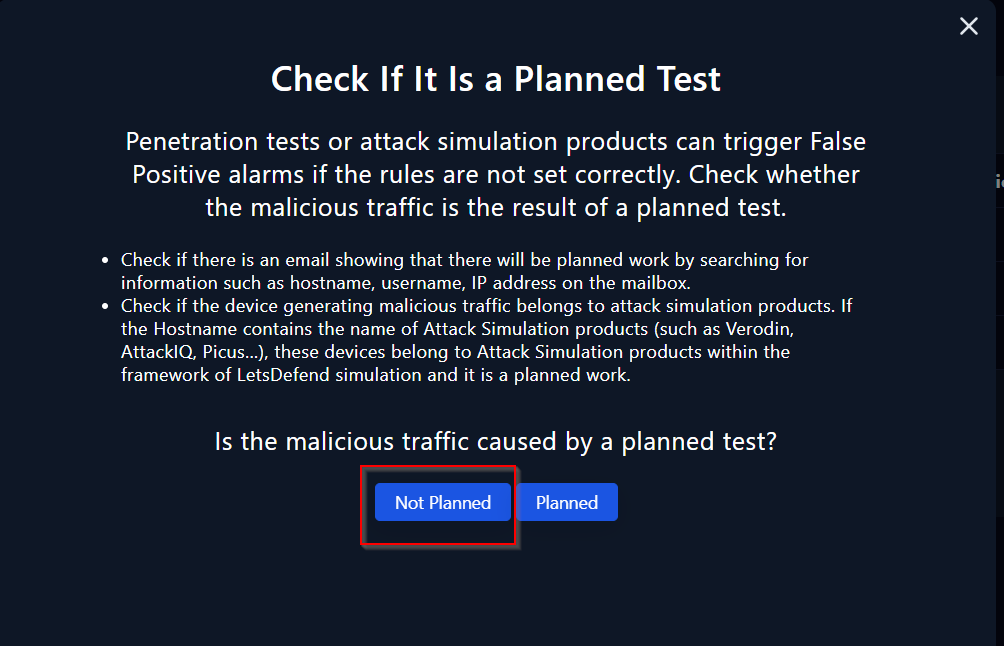 Check If It Is a Planned Test
Penetration tests or attack simulation products can trigger False
Positive alarms if the rules are not set correctly. Check whether
the malicious traffic is the result of a planned test.
• Check if there is an email showing that there will be planned work by searching for
information such as hostname, username, IP address on the mailbox.
• Check if the device generating malicious traffic belongs to attack simulation products. If
the Hostname contains the name of Attack Simulation products (such as Verodin,
AttackIQ, Picus...), these devices belong to Attack Simulation products within the
framework of LetsDefend simulation and it is a planned work.
Is the malicious traffic caused by a planned test?
Not Planned Planned